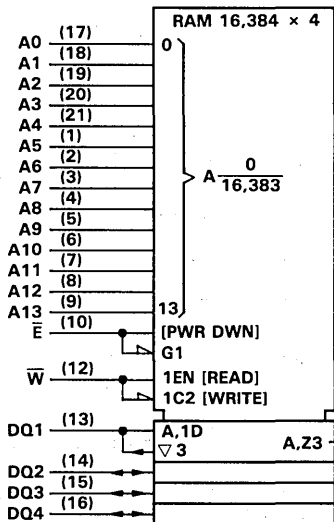 RAM 16,384 × 4
A0 (17) 0
A1 (18)
A2 (19)
A3 (20)
A4 (21)
A5 (1)
A6 (2)
A7 (3)
A8 (4)
A9 (5)
A10 (6)
A11 (7)
A12 (8)
A13 (9) 13
A 0
16,383
E̅ (10) [PWR DWN]
G1
W̅ (12) 1EN [READ]
1C2 [WRITE]
DQ1 (13) A,1D
▽ 3 A,Z3
DQ2 (14)
DQ3 (15)
DQ4 (16)